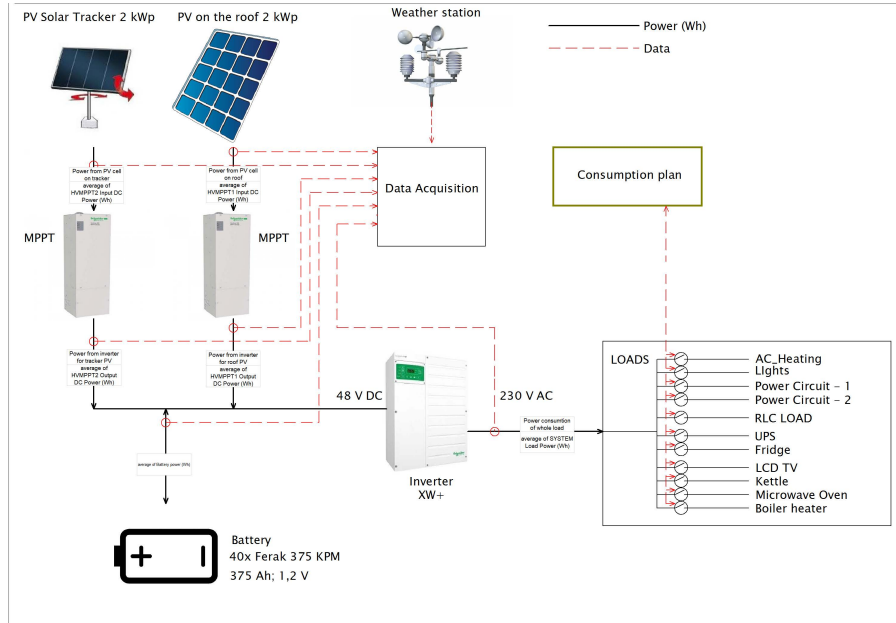 PV Solar Tracker 2 kWp
PV on the roof 2 kWp
Weather station
Power (Wh)
Data
Power from PV cell
on tracker
average of
HVMPPT2 Input DC
Power (Wh)
Power from PV cell
on roof
average of
HVMPPT1 Input DC
Power (Wh)
Data Acquisition
Consumption plan
MPPT
MPPT
Power from inverter
for tracker PV
average of
HVMPPT2 Output
DC Power (Wh)
Power from inverter
for roof PV
average of
HVMPPT1 Output
DC Power (Wh)
48 V DC
230 V AC
Power consumtion
of whole load
average of SYSTEM
Load Power (Wh)
average of Battery power (Wh)
Inverter
XW+
LOADS
AC_Heating
LIghts
Power Circuit - 1
Power Circuit - 2
RLC LOAD
UPS
Fridge
LCD TV
Kettle
Microwave Oven
Boiler heater
Battery
40x Ferak 375 KPM
375 Ah; 1,2 V